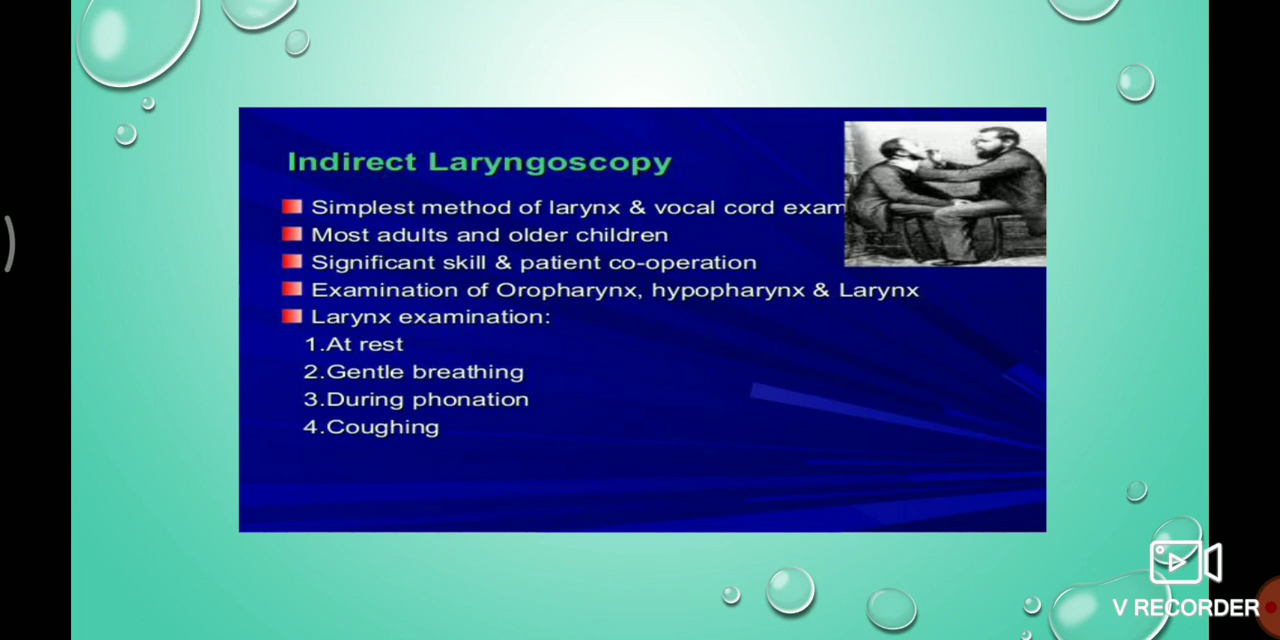 Indirect Laryngoscopy
Simplest method of larynx & vocal cord exam
Most adults and older children
Significant skill & patient co-operation
Examination of Oropharynx, hypopharynx & Larynx
Larynx examination:
1.At rest
2.Gentle breathing
3.During phonation
4.Coughing
V RECORDER